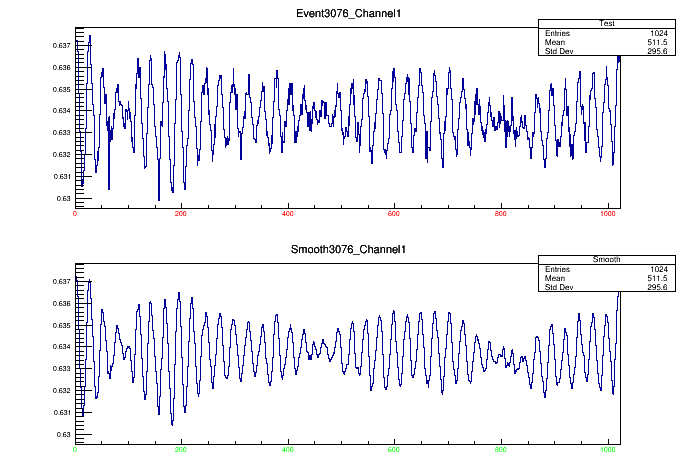 Event3076_Channel1
Test
Entries 1024
Mean 511.5
Std Dev 295.6
0.637
0.636
0.635
0.634
0.633
0.632
0.631
0.63
0 200 400 600 800 1000
Smooth3076_Channel1
Smooth
Entries 1024
Mean 511.5
Std Dev 295.6
0.637
0.636
0.635
0.634
0.633
0.632
0.631
0.63
0 200 400 600 800 1000